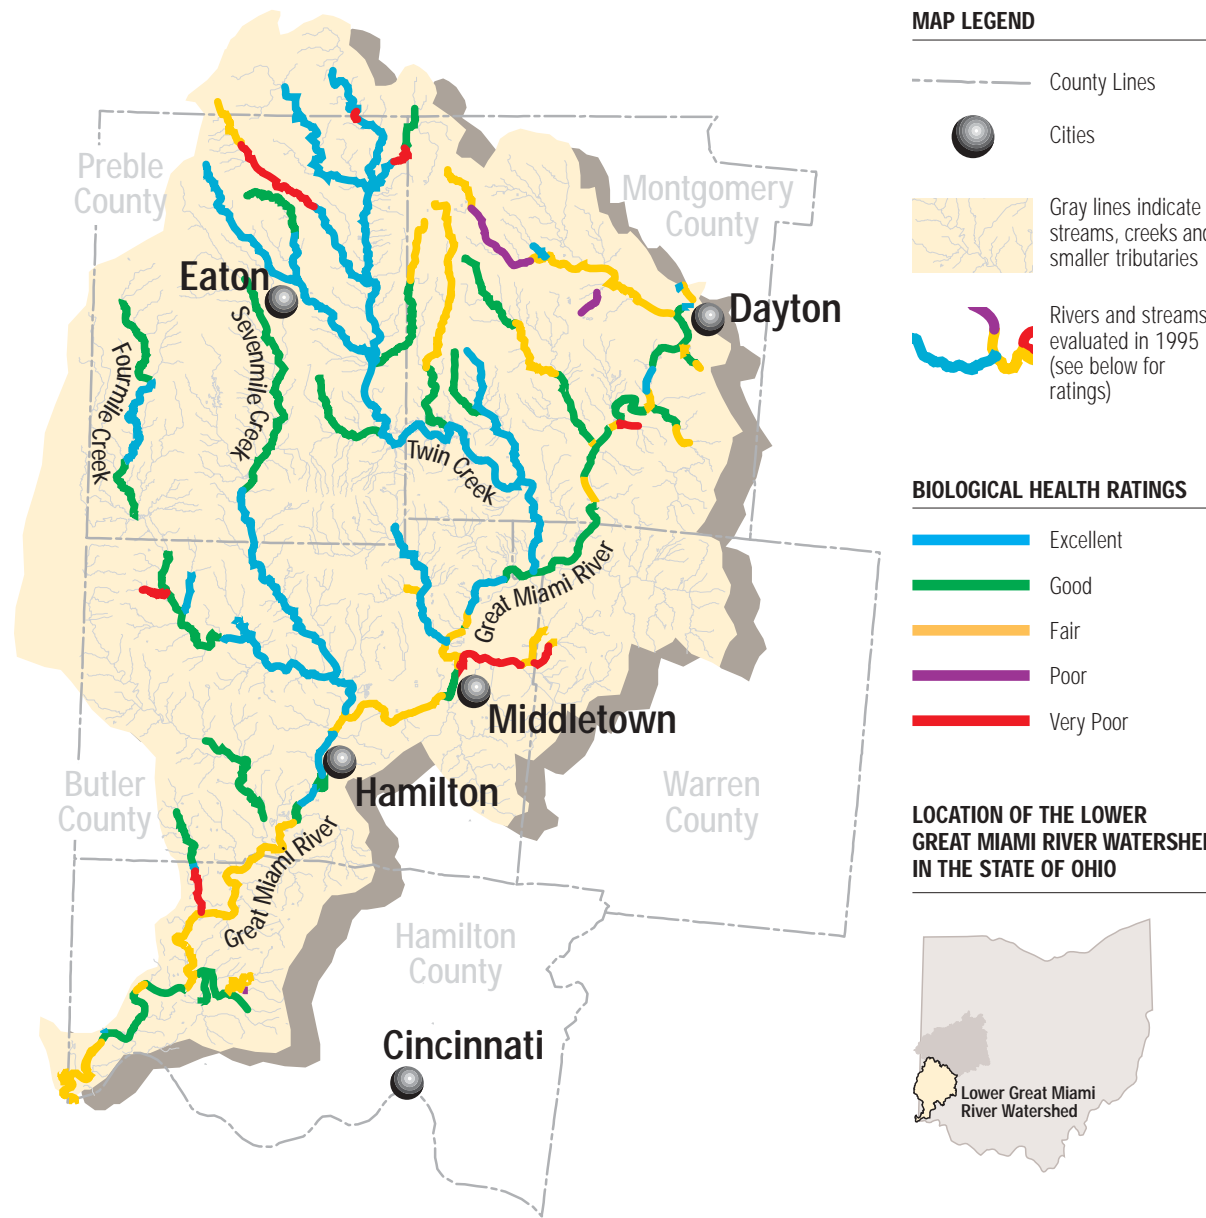 Preble
County
Montgomery
County
Eaton
Dayton
Sevenmile Creek
Fourmile Creek
Twin Creek
Great Miami River
Middletown
Hamilton
Butler
County
Warren
County
Great Miami River
Hamilton
County
Cincinnati
MAP LEGEND
County Lines
Cities
Gray lines indicate
streams, creeks and
smaller tributaries
Rivers and streams
evaluated in 1995
(see below for
ratings)
BIOLOGICAL HEALTH RATINGS
Excellent
Good
Fair
Poor
Very Poor
LOCATION OF THE LOWER
GREAT MIAMI RIVER WATERSHED
IN THE STATE OF OHIO
Lower Great Miami
River Watershed